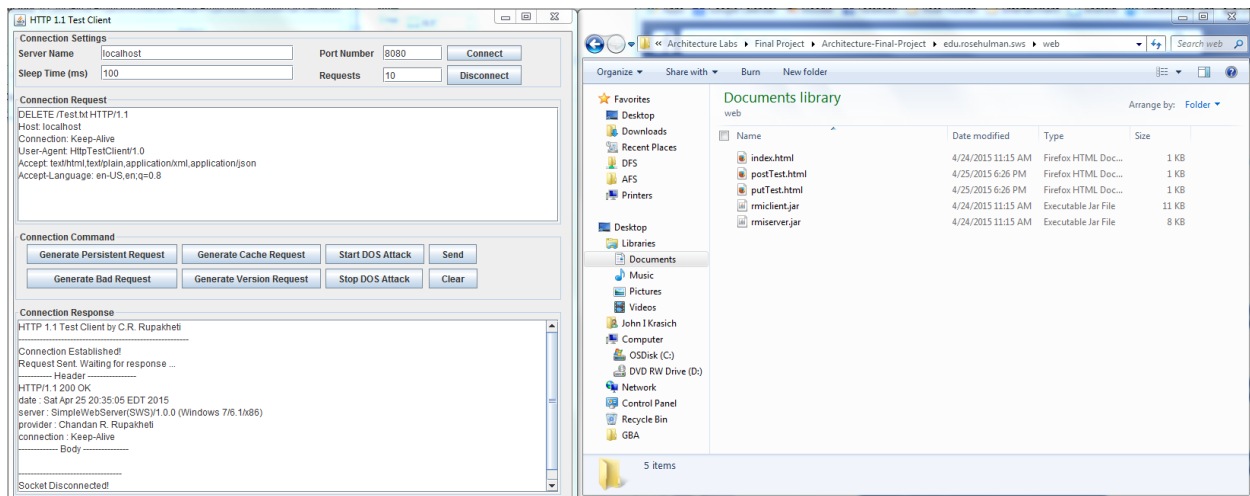 HTTP 1.1 Test Client
Connection Settings
Server Name localhost Port Number 8080 Connect
Sleep Time (ms) 100 Requests 10 Disconnect
Connection Request
DELETE /Test.txt HTTP/1.1
Host: localhost
Connection: Keep-Alive
User-Agent: HttpTestClient/1.0
Accept: text/html,text/plain,application/xml,application/json
Accept-Language: en-US,en;q=0.8
Connection Command
Generate Persistent Request Generate Cache Request Start DOS Attack Send
Generate Bad Request Generate Version Request Stop DOS Attack Clear
Connection Response
HTTP 1.1 Test Client by C.R. Rupakheti
--------------------------------------------------------
Connection Established!
Request Sent. Waiting for response ...
----------- Header ----------------
HTTP/1.1 200 OK
date : Sat Apr 25 20:35:05 EDT 2015
server : SimpleWebServer(SWS)/1.0.0 (Windows 7/6.1/x86)
provider : Chandan R. Rupakheti
connection : Keep-Alive
------------- Body ---------------
----------------------------------
Socket Disconnected!
« Architecture Labs Final Project Architecture-Final-Project edu.rosehulman.sws web Search web
Organize Share with Burn New folder
Favorites
Desktop
Downloads
Recent Places
DFS
AFS
Printers
Desktop
Libraries
Documents
Music
Pictures
Videos
John I Krasich
Computer
OSDisk (C:)
DVD RW Drive (D:)
Network
Control Panel
Recycle Bin
GBA
Documents library
web
Arrange by: Folder
Name Date modified Type Size
index.html 4/24/2015 11:15 AM Firefox HTML Doc... 1 KB
postTest.html 4/25/2015 6:26 PM Firefox HTML Doc... 1 KB
putTest.html 4/25/2015 6:26 PM Firefox HTML Doc... 1 KB
rmiclient.jar 4/24/2015 11:15 AM Executable Jar File 11 KB
rmiserver.jar 4/24/2015 11:15 AM Executable Jar File 8 KB
5 items